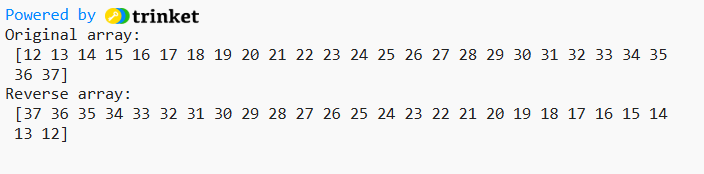 Powered by trinket
Original array:
[12 13 14 15 16 17 18 19 20 21 22 23 24 25 26 27 28 29 30 31 32 33 34 35
36 37]
Reverse array:
[37 36 35 34 33 32 31 30 29 28 27 26 25 24 23 22 21 20 19 18 17 16 15 14
13 12]